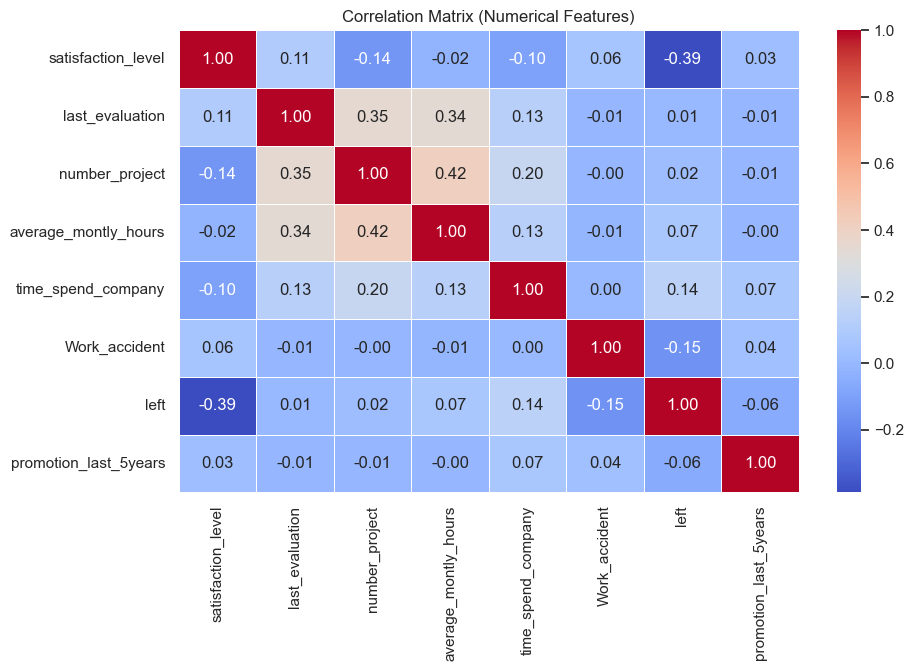 Correlation Matrix (Numerical Features)
satisfaction_level 1.00 0.11 -0.14 -0.02 -0.10 0.06 -0.39 0.03
last_evaluation 0.11 1.00 0.35 0.34 0.13 -0.01 0.01 -0.01
number_project -0.14 0.35 1.00 0.42 0.20 -0.00 0.02 -0.01
average_montly_hours -0.02 0.34 0.42 1.00 0.13 -0.01 0.07 -0.00
time_spend_company -0.10 0.13 0.20 0.13 1.00 0.00 0.14 0.07
Work_accident 0.06 -0.01 -0.00 -0.01 0.00 1.00 -0.15 0.04
left -0.39 0.01 0.02 0.07 0.14 -0.15 1.00 -0.06
promotion_last_5years 0.03 -0.01 -0.01 -0.00 0.07 0.04 -0.06 1.00
satisfaction_level
last_evaluation
number_project
average_montly_hours
time_spend_company
Work_accident
left
promotion_last_5years
1.0
0.8
0.6
0.4
0.2
0.0
−0.2